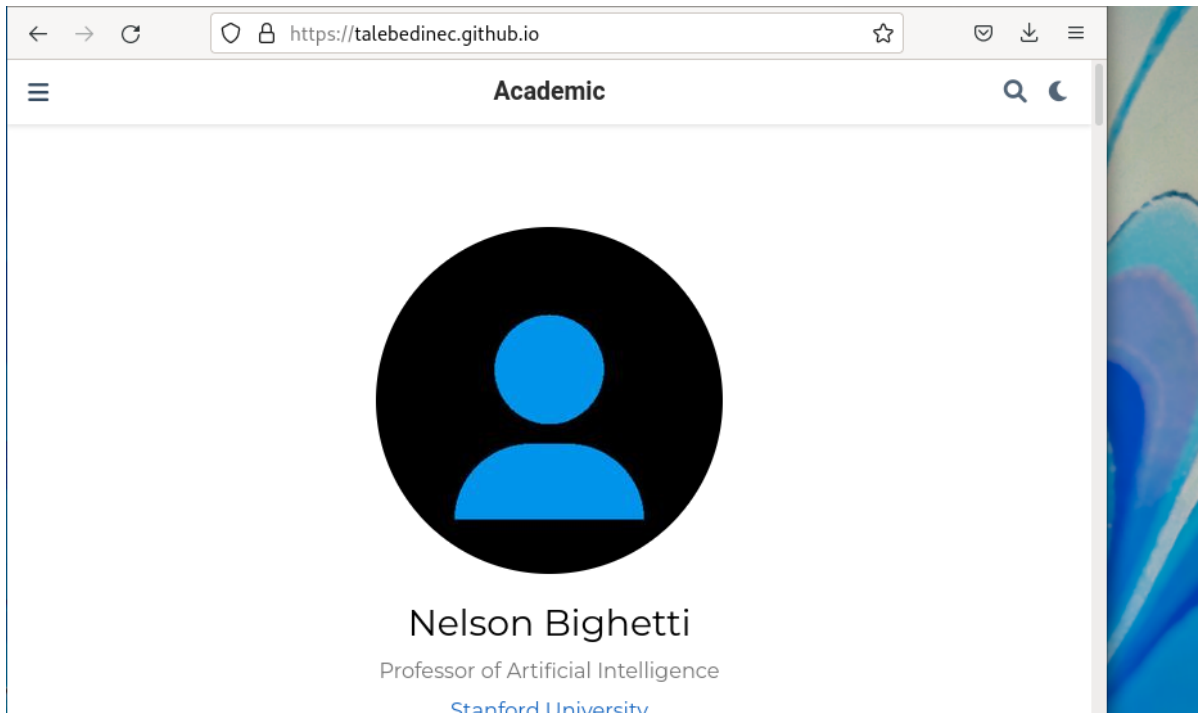 https://talebedinec.github.io
Academic
Nelson Bighetti
Professor of Artificial Intelligence
Stanford University